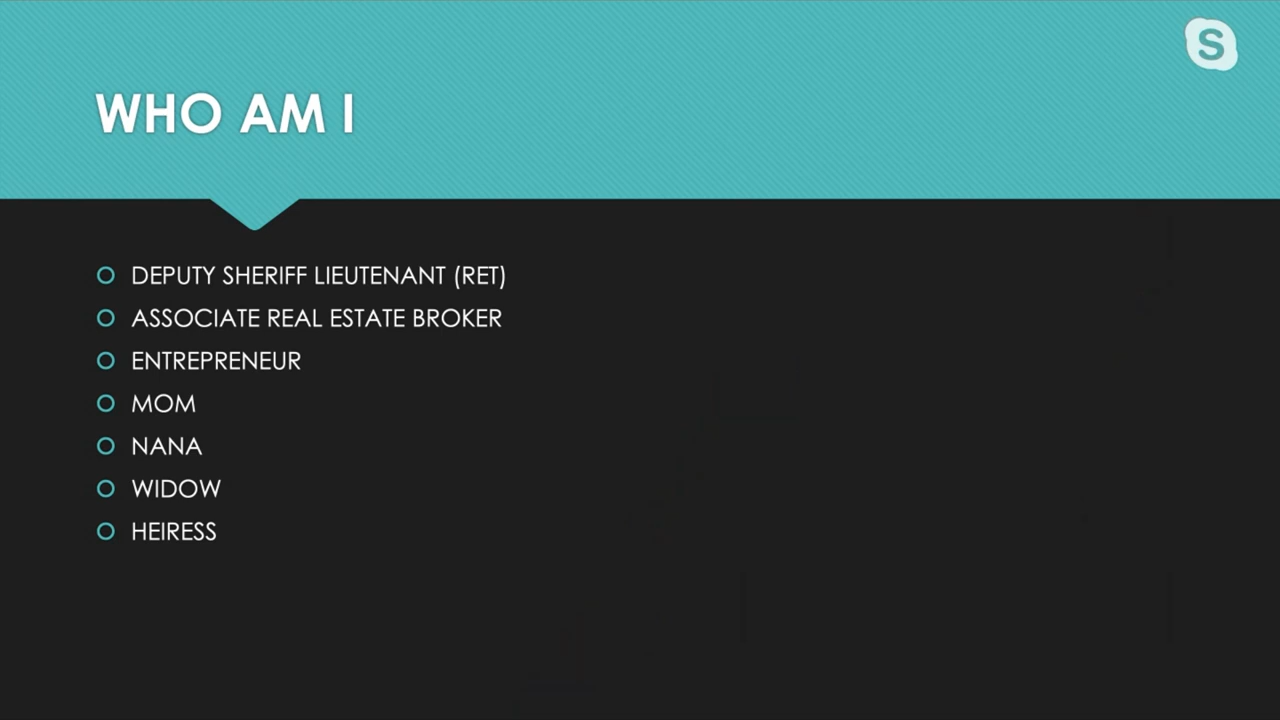 S
WHO AM I
DEPUTY SHERIFF LIEUTENANT (RET)
ASSOCIATE REAL ESTATE BROKER
ENTREPRENEUR
MOM
NANA
WIDOW
HEIRESS